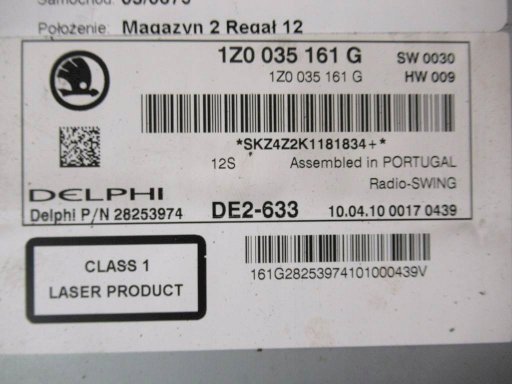 Położenie: Magazyn 2 Regał 12
1Z0 035 161 G SW 0030
1Z0 035 161 G HW 009
*SKZ4Z2K1181834+*
12S Assembled in PORTUGAL
Radio-SWING
DELPHI
Delphi P/N 28253974 DE2-633 10.04.10 0017 0439
CLASS 1
LASER PRODUCT
161G28253974101000439V